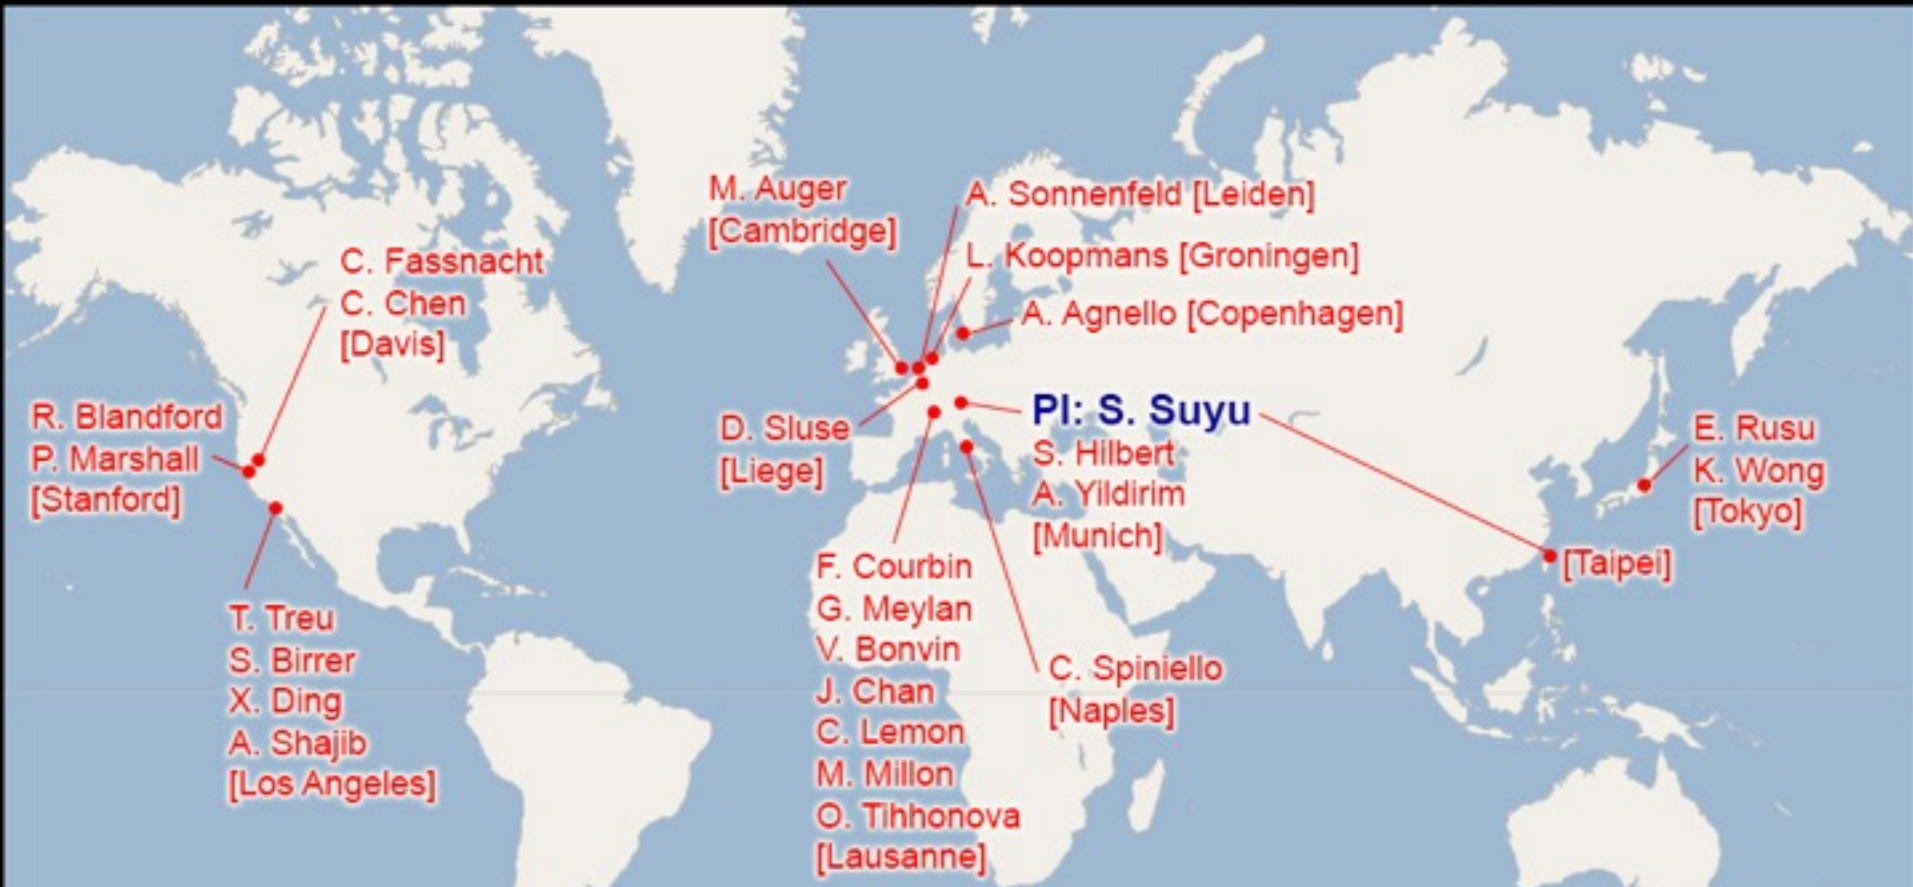 M. Auger
[Cambridge]
A. Sonnenfeld [Leiden]
L. Koopmans [Groningen]
A. Agnello [Copenhagen]
C. Fassnacht
C. Chen
[Davis]
R. Blandford
P. Marshall
[Stanford]
D. Sluse
[Liege]
PI: S. Suyu
S. Hilbert
A. Yildirim
[Munich]
E. Rusu
K. Wong
[Tokyo]
[Taipei]
T. Treu
S. Birrer
X. Ding
A. Shajib
[Los Angeles]
F. Courbin
G. Meylan
V. Bonvin
J. Chan
C. Lemon
M. Millon
O. Tihhonova
[Lausanne]
C. Spiniello
[Naples]